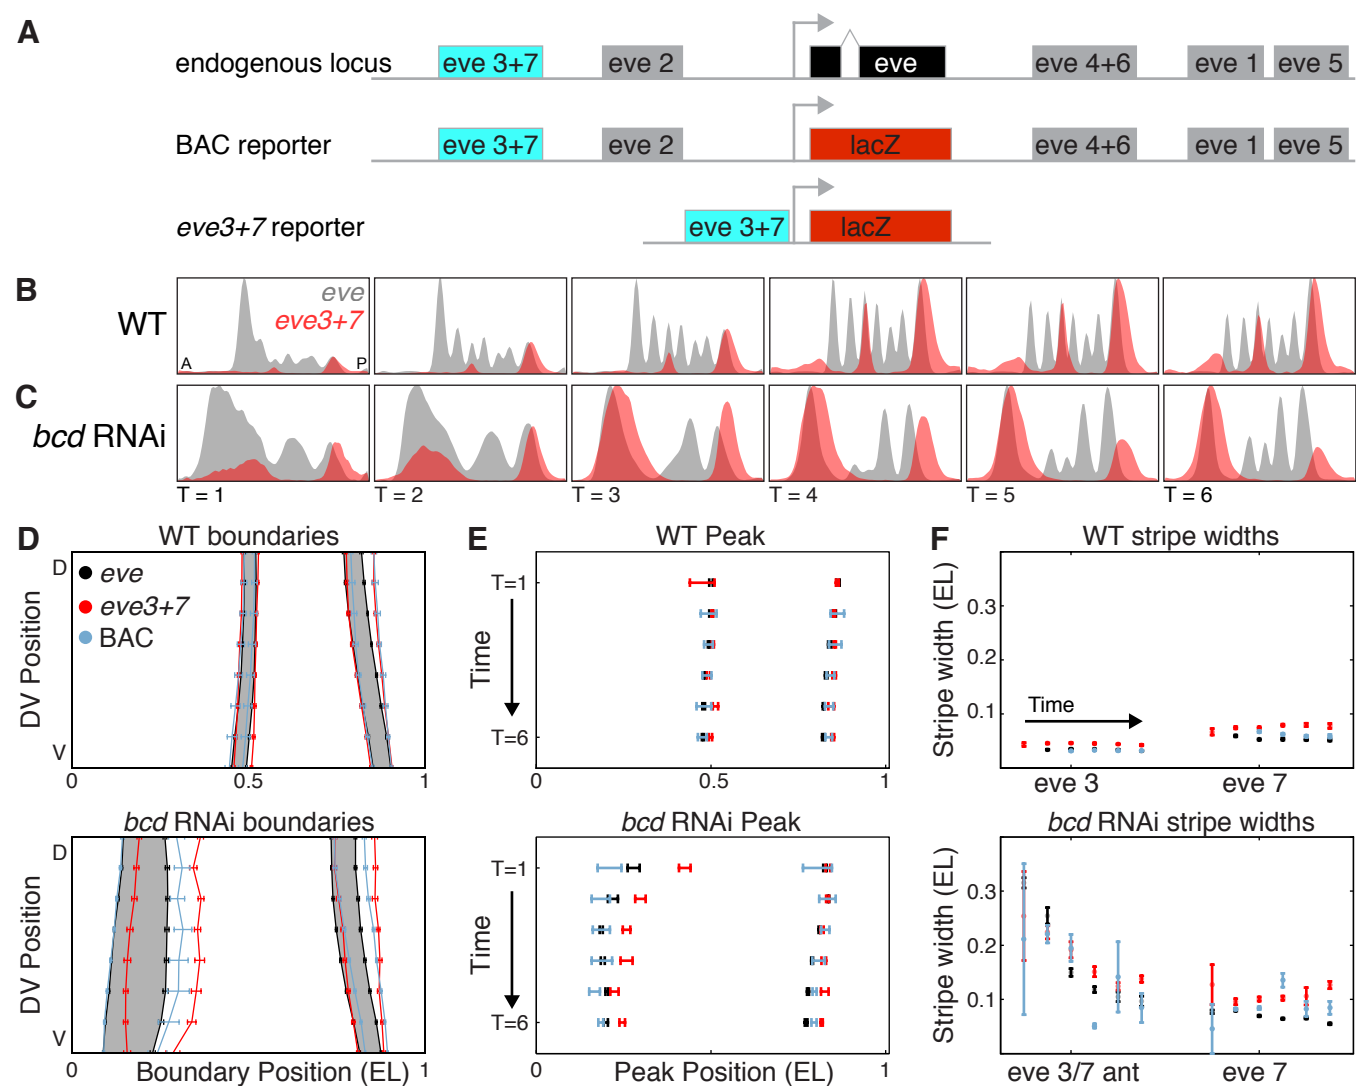 A
endogenous locus
eve 3+7
eve 2
eve
eve 4+6
eve 1
eve 5
BAC reporter
eve 3+7
eve 2
lacZ
eve 4+6
eve 1
eve 5
eve3+7 reporter
eve 3+7
lacZ
B
WT
eve
eve3+7
A
P
C
bcd RNAi
T = 1
T = 2
T = 3
T = 4
T = 5
T = 6
D
WT boundaries
D
eve
eve3+7
BAC
DV Position
V
0
0.5
1
bcd RNAi boundaries
D
DV Position
V
0
Boundary Position (EL)
1
E
WT Peak
T=1
Time
T=6
0
0.5
1
bcd RNAi Peak
T=1
Time
T=6
0
Peak Position (EL)
1
F
WT stripe widths
Stripe width (EL)
0.3
0.2
0.1
Time
eve 3
eve 7
bcd RNAi stripe widths
Stripe width (EL)
0.3
0.2
0.1
eve 3/7 ant
eve 7